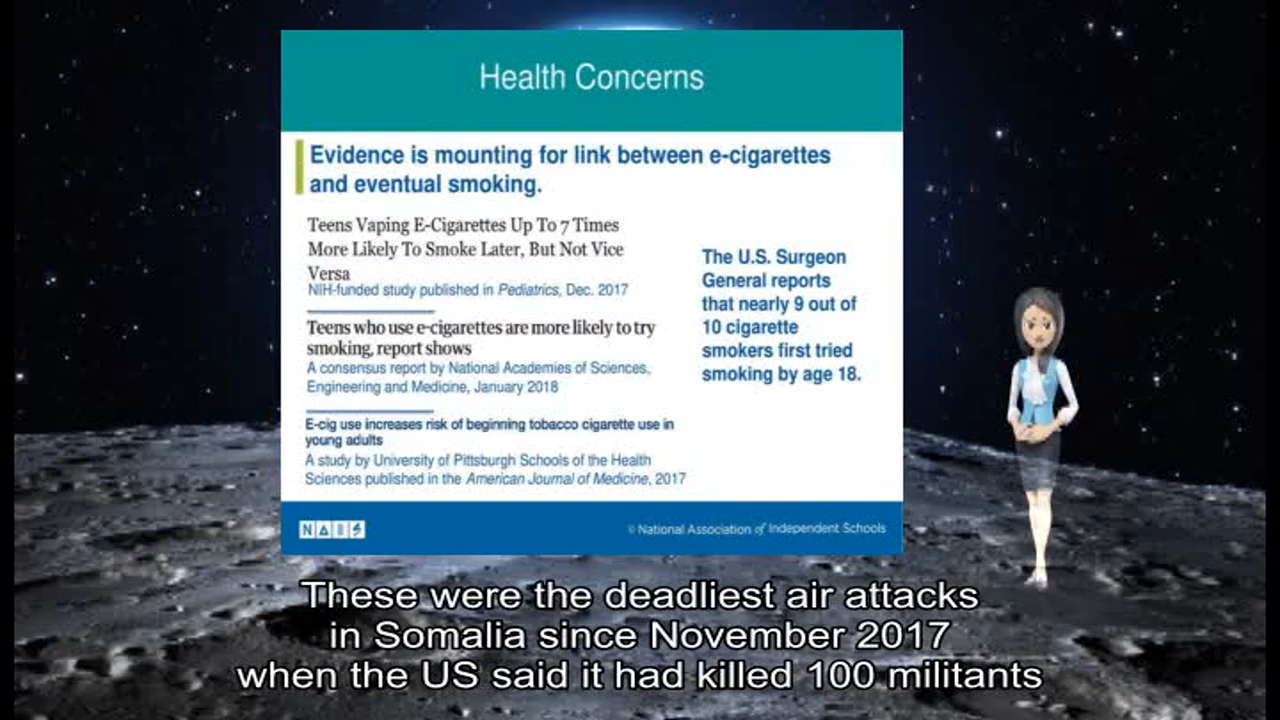 Health Concerns
Evidence is mounting for link between e-cigarettes
and eventual smoking.
Teens Vaping E-Cigarettes Up To 7 Times
More Likely To Smoke Later, But Not Vice
Versa
NIH-funded study published in Pediatrics, Dec. 2017
Teens who use e-cigarettes are more likely to try
smoking, report shows
A consensus report by National Academies of Sciences,
Engineering and Medicine, January 2018
E-cig use increases risk of beginning tobacco cigarette use in
young adults
A study by University of Pittsburgh Schools of the Health
Sciences published in the American Journal of Medicine, 2017
The U.S. Surgeon
General reports
that nearly 9 out of
10 cigarette
smokers first tried
smoking by age 18.
NAIS
© National Association of Independent Schools
These were the deadliest air attacks
in Somalia since November 2017
when the US said it had killed 100 militants